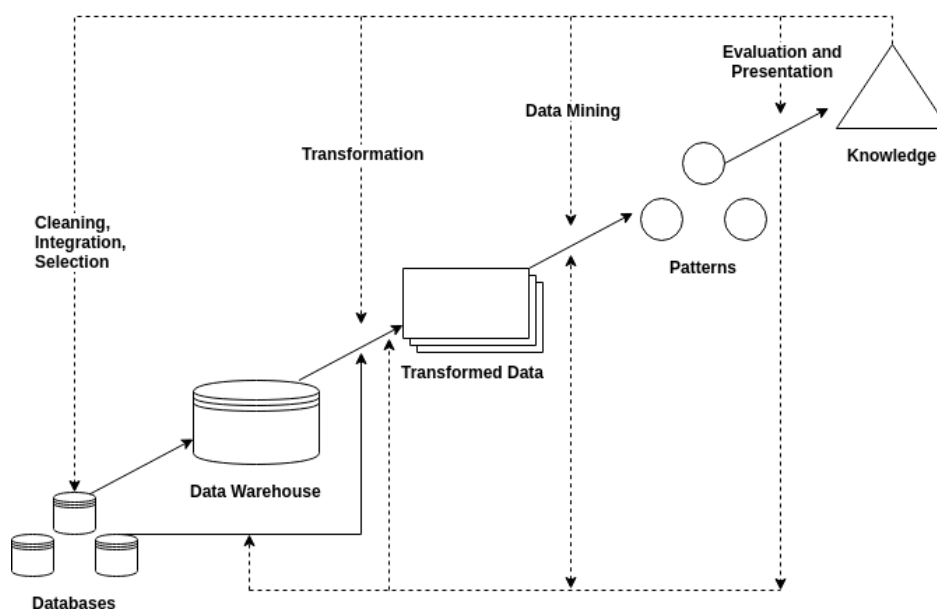 Evaluation and
Presentation
Data Mining
Transformation
Knowledge
Cleaning,
Integration,
Selection
Patterns
Transformed Data
Data Warehouse
Databases